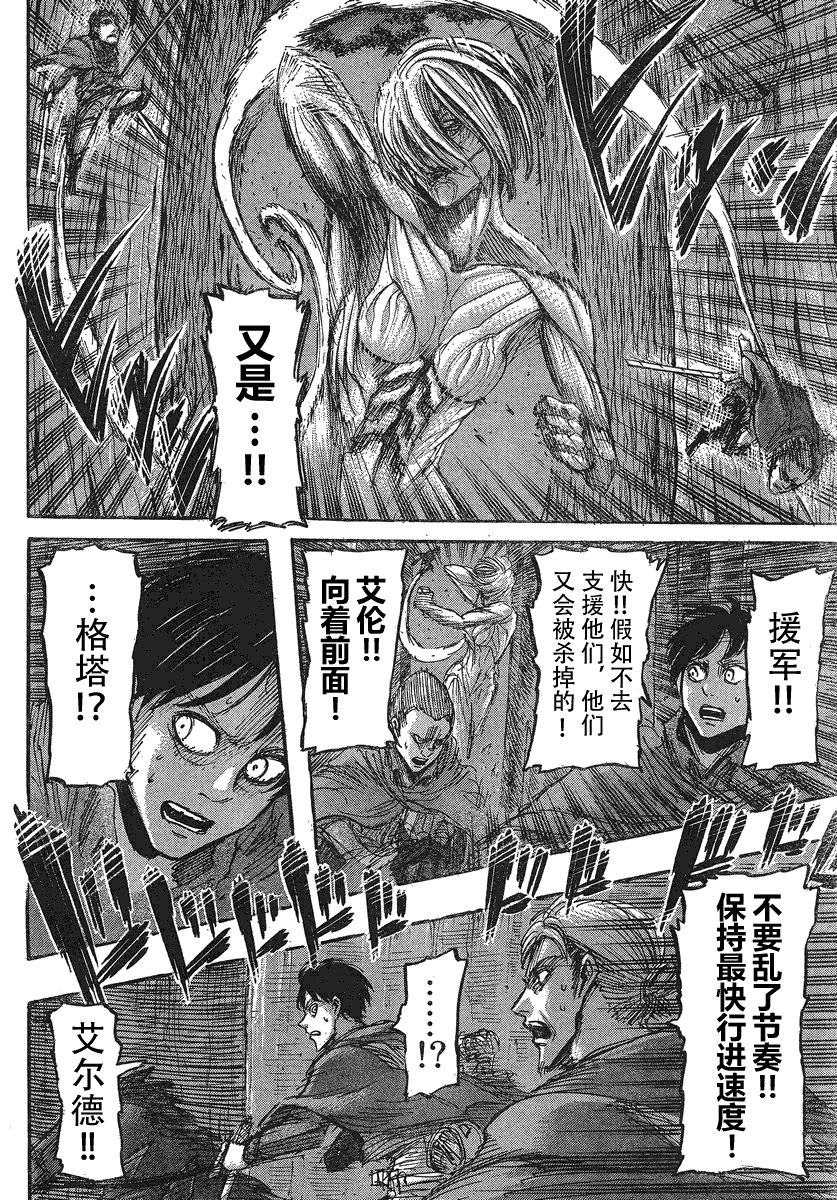 又是…!!
援军!!
快!!假如不去
支援他们，他们
又会被杀掉的！
艾伦!!
向着前面！
…格塔!?
不要乱了节奏!!
保持最快行进速度！
……!?
艾尔德!!